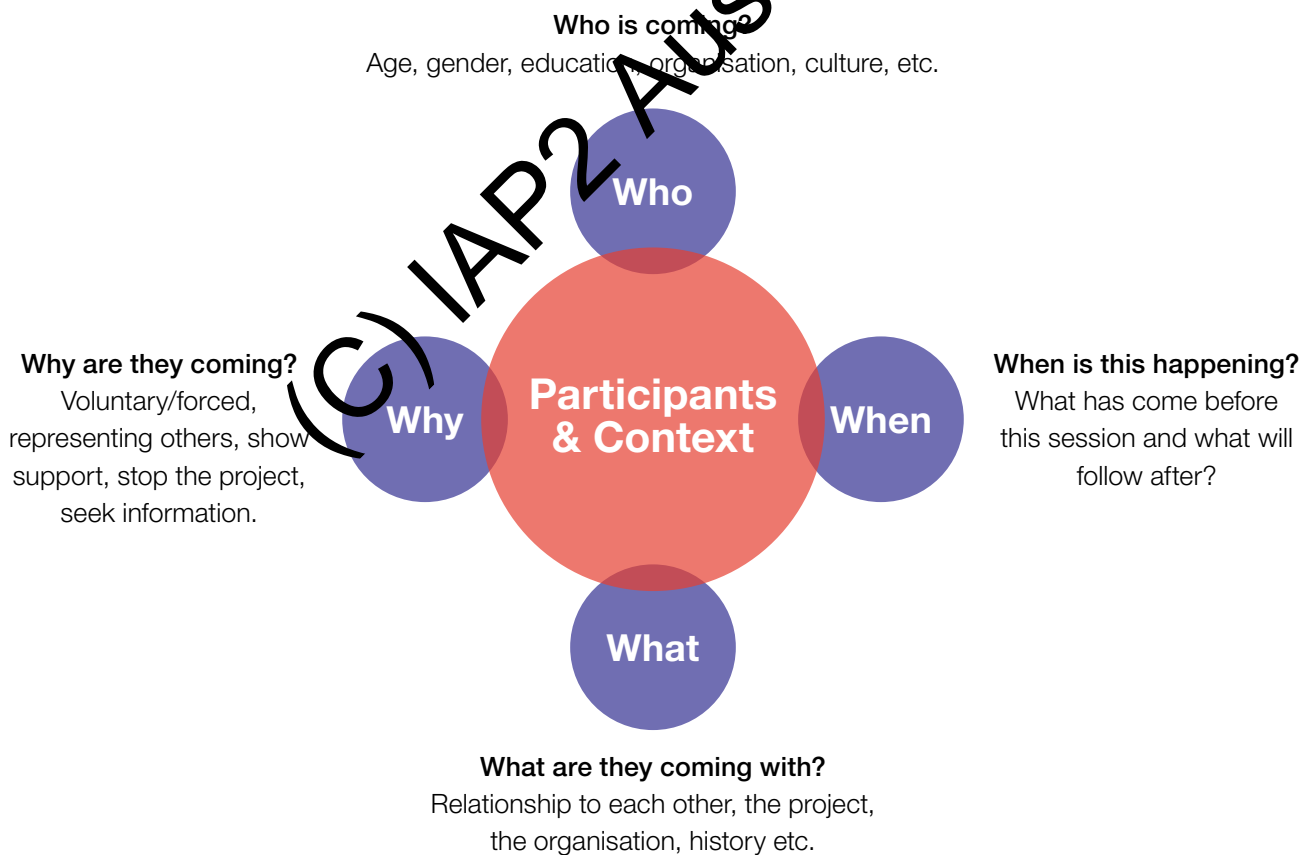 Who is coming?
Age, gender, education, organisation, culture, etc.
Who
Why are they coming?
Voluntary/forced,
representing others, show
support, stop the project,
seek information.
Why
Participants
& Context
When
When is this happening?
What has come before
this session and what will
follow after?
What
What are they coming with?
Relationship to each other, the project,
the organisation, history etc.
(C) IAP2 Aus